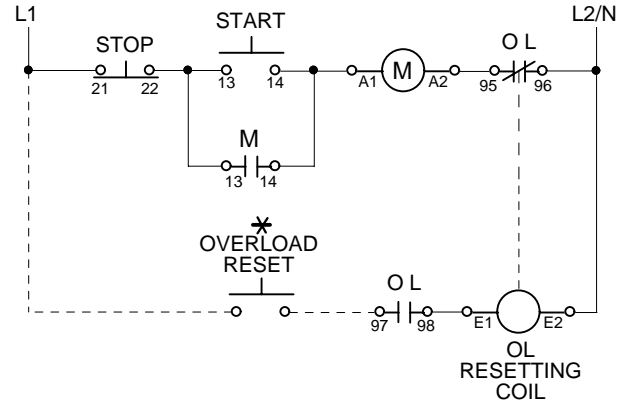 L1
L2/N
START
STOP
O L
21 22
13 14
A1 M A2
95 96
M
13 14
*
OVERLOAD
RESET
O L
97 98
E1 E2
OL
RESETTING
COIL